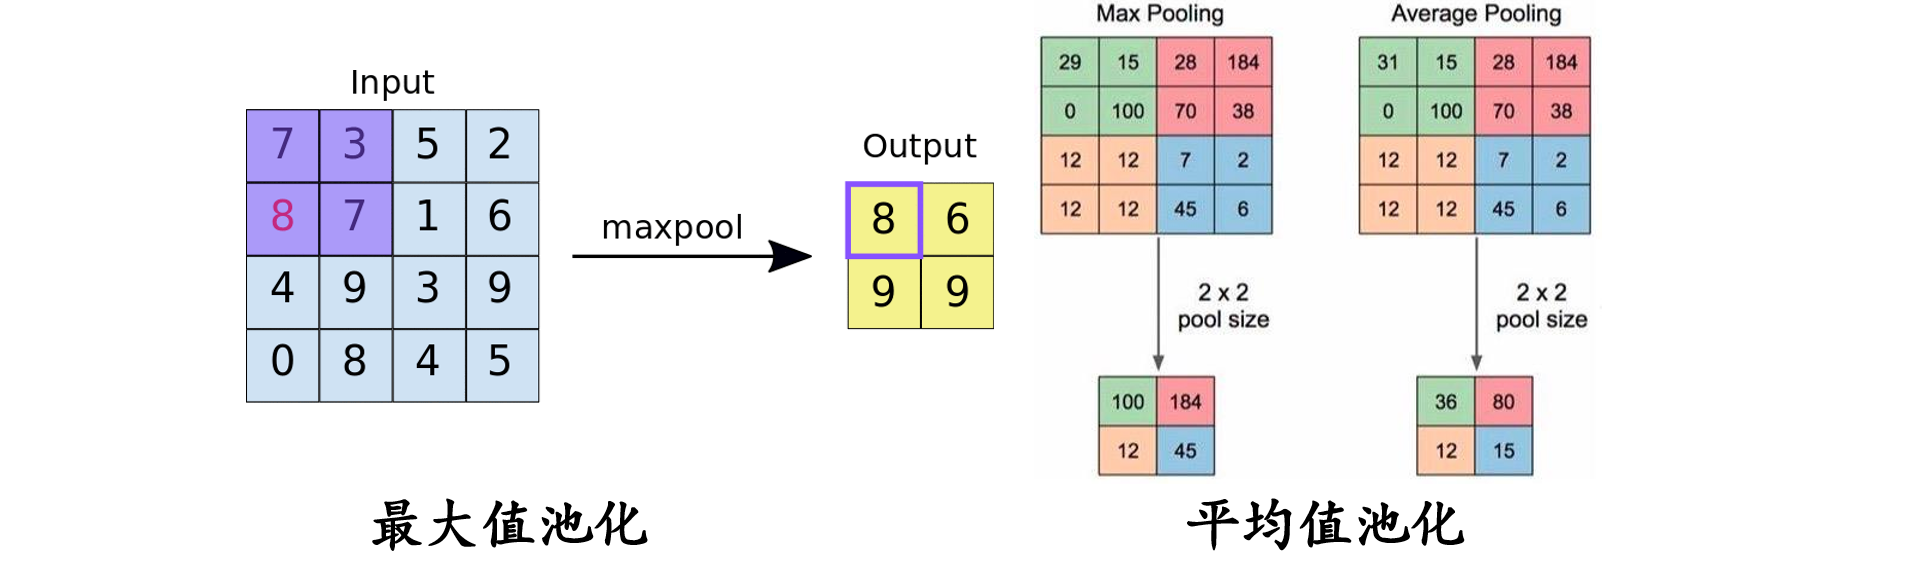 Input
7 3 5 2
8 7 1 6
4 9 3 9
0 8 4 5
maxpool
Output
8 6
9 9
最大值池化
Max Pooling
29 15 28 184
0 100 70 38
12 12 7 2
12 12 45 6
2 x 2
pool size
100 184
12 45
Average Pooling
31 15 28 184
0 100 70 38
12 12 7 2
12 12 45 6
2 x 2
pool size
36 80
12 15
平均值池化